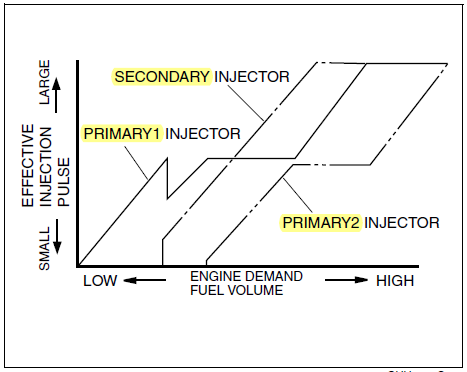 SECONDARY INJECTOR
PRIMARY1 INJECTOR
PRIMARY2 INJECTOR
EFFECTIVE
INJECTION
PULSE
LARGE
SMALL
LOW
ENGINE DEMAND
FUEL VOLUME
HIGH